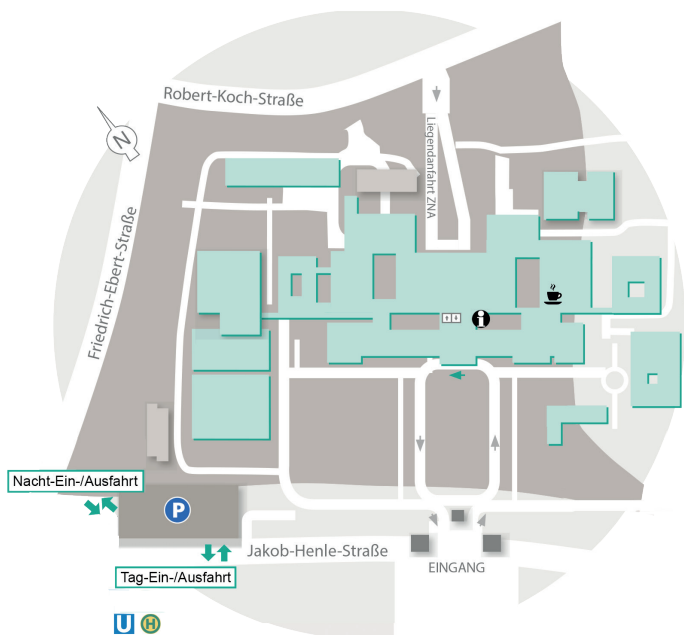 Robert-Koch-Straße
N
Liegendanfahrt ZNA
Friedrich-Ebert-Straße
i
Nacht-Ein-/Ausfahrt
P
Jakob-Henle-Straße
EINGANG
Tag-Ein-/Ausfahrt
U H